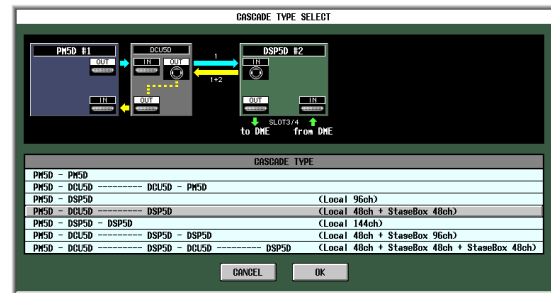 CASCADE TYPE SELECT
PM5D #1
DCU5D
DSP5D #2
OUT
IN
OUT
1
IN
1+2
IN
OUT
OUT
IN
SLOT3/4
to DME
from DME
CASCADE TYPE
PM5D - PM5D
PM5D - DCU5D --------- DCU5D - PM5D
PM5D - DSP5D (Local 96ch)
PM5D - DCU5D --------- DSP5D (Local 48ch + StageBox 48ch)
PM5D - DSP5D - DSP5D (Local 144ch)
PM5D - DCU5D --------- DSP5D - DSP5D (Local 48ch + StageBox 96ch)
PM5D - DCU5D --------- DSP5D - DCU5D --------- DSP5D (Local 48ch + StageBox 48ch + StageBox 48ch)
CANCEL
OK